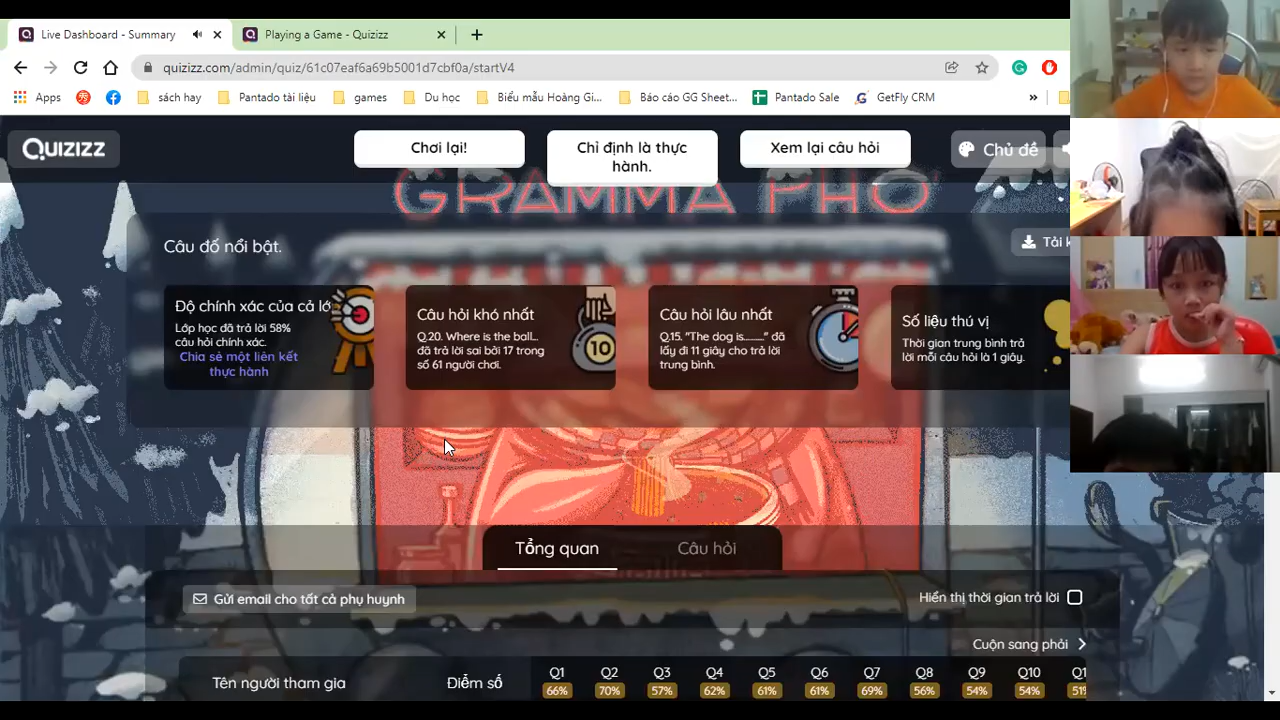 Live Dashboard - Summary
Playing a Game - Quizizz
quizizz.com/admin/quiz/61c07eaf6a69b5001d7cbf0a/startV4
Apps
sách hay
Pantado tài liệu
games
Du học
Biểu mẫu Hoàng Gi...
Báo cáo GG Sheet...
Pantado Sale
GetFly CRM
QUIZIZZ
Chơi lại!
Chỉ định là thực
hành.
Xem lại câu hỏi
Chủ đề
GRAMMA PHO
Câu đố nổi bật.
Tải k
Độ chính xác của cả lớ
Lớp học đã trả lời 58%
câu hỏi chính xác.
Chia sẻ một liên kết
thực hành
Câu hỏi khó nhất
Q.20. Where is the ball...
đã trả lời sai bởi 17 trong
số 61 người chơi.
10
Câu hỏi lâu nhất
Q.15. "The dog is........." đã
lấy đi 11 giây cho trả lời
trung bình.
Số liệu thú vị
Thời gian trung bình trả
lời mỗi câu hỏi là 1 giây.
Tổng quan
Câu hỏi
Gửi email cho tất cả phụ huynh
Hiển thị thời gian trả lời
Cuộn sang phải
Tên người tham gia
Điểm số
Q1 Q2 Q3 Q4 Q5 Q6 Q7 Q8 Q9 Q10 Q1
66% 70% 57% 62% 61% 61% 69% 56% 54% 54% 51%